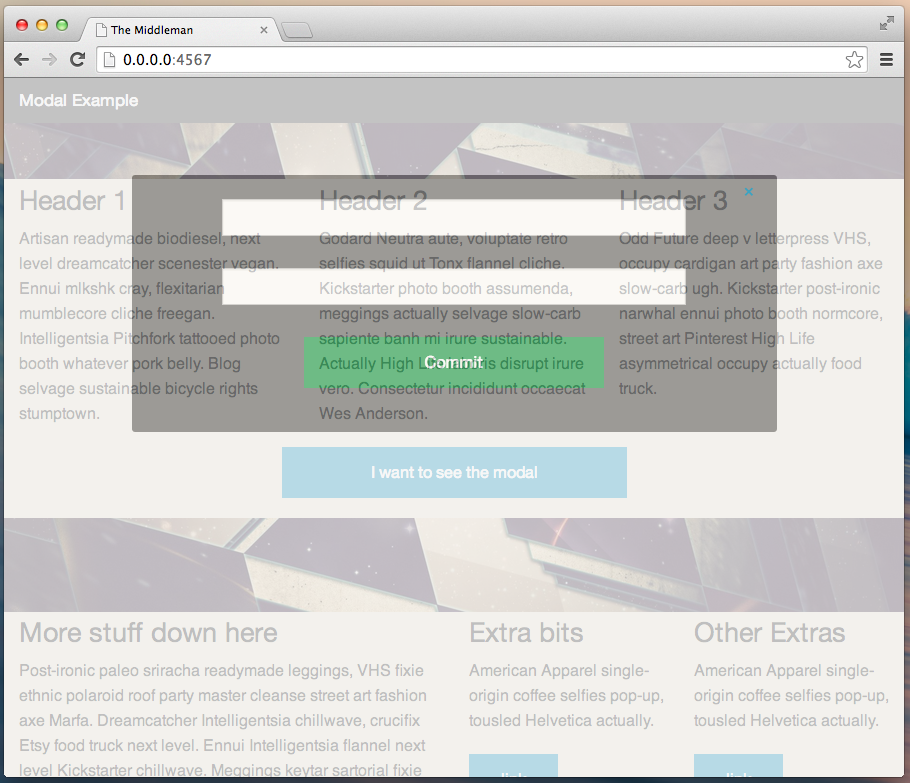 The Middleman
0.0.0.0:4567
Modal Example
Header 1
Artisan readymade biodiesel, next
level dreamcatcher scenester vegan.
Ennui mlkshk cray, flexitarian
mumblecore cliche freegan.
Intelligentsia Pitchfork tattooed photo
booth whatever pork belly. Blog
selvage sustainable bicycle rights
stumptown.
Header 2
Godard Neutra aute, voluptate retro
selfies squid ut Tonx flannel cliche.
Kickstarter photo booth assumenda,
meggings actually selvage slow-carb
sapiente banh mi irure sustainable.
Actually High Life disrupt irure
vero. Consectetur incididunt occaecat
Wes Anderson.
Header 3
Odd Future deep v letterpress VHS,
occupy cardigan art party fashion axe
slow-carb ugh. Kickstarter post-ironic
narwhal ennui photo booth normcore,
street art Pinterest High Life
asymmetrical occupy actually food
truck.
Commit
I want to see the modal
More stuff down here
Post-ironic paleo sriracha readymade leggings, VHS fixie
ethnic polaroid roof party master cleanse street art fashion
axe Marfa. Dreamcatcher Intelligentsia chillwave, crucifix
Etsy food truck next level. Ennui Intelligentsia flannel next
level Kickstarter chillwave. Meggings keytar sartorial fixie
Extra bits
American Apparel single-
origin coffee selfies pop-up,
tousled Helvetica actually.
link
Other Extras
American Apparel single-
origin coffee selfies pop-up,
tousled Helvetica actually.
link